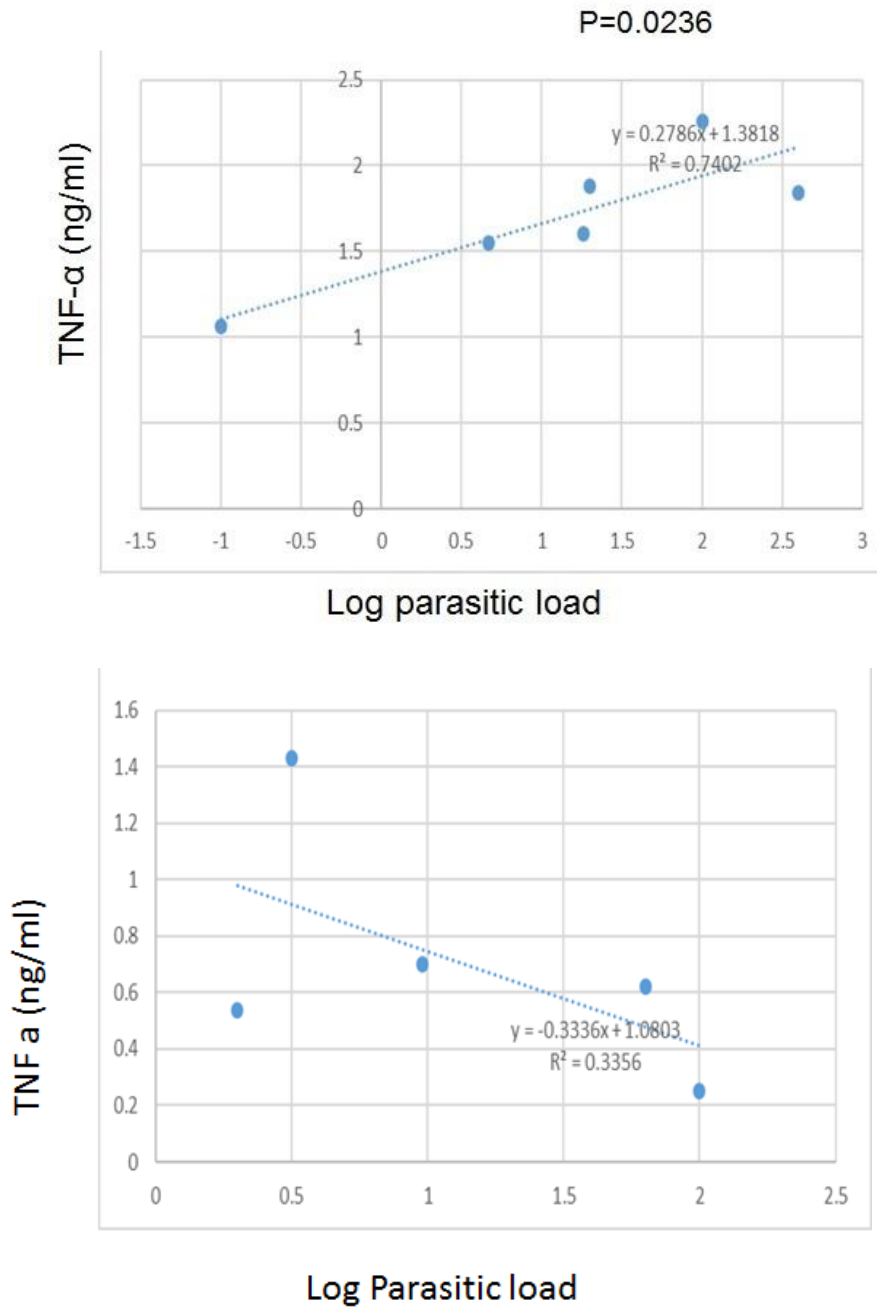 P=0.0236
2.5
2
1.5
1
0.5
0
y = 0.2786x + 1.3818
R² = 0.7402
TNF-α (ng/ml)
-1.5 -1 -0.5 0 0.5 1 1.5 2 2.5 3
Log parasitic load
1.6
1.4
1.2
1
0.8
0.6
0.4
0.2
0
y = -0.3336x + 1.0803
R² = 0.3356
TNF a (ng/ml)
0 0.5 1 1.5 2 2.5
Log Parasitic load